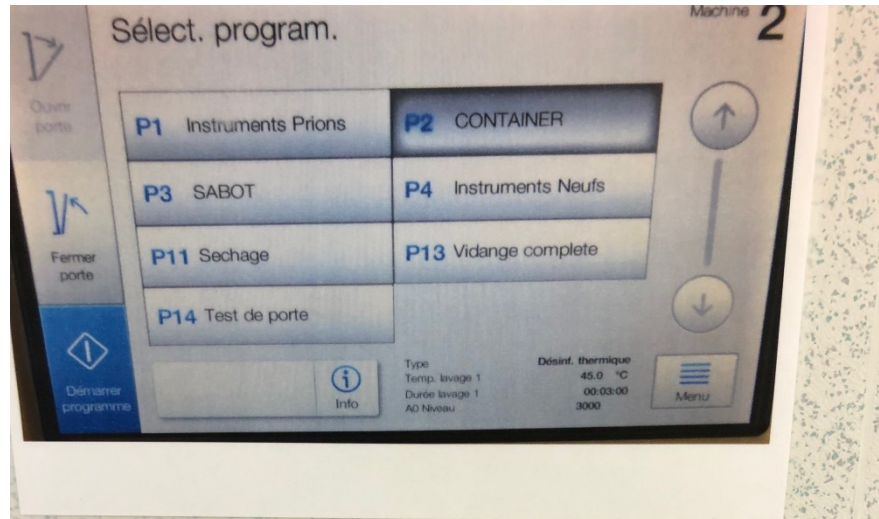 Sélect. program.
Machine 2
Ouvrir
porte
P1 Instruments Prions
P2 CONTAINER
P3 SABOT
P4 Instruments Neufs
Fermer
porte
P11 Sechage
P13 Vidange complete
P14 Test de porte
Démarrer
programme
Info
Type Désinf. thermique
Temp. lavage 1 45.0 °C
Durée lavage 1 00:03:00
A0 Niveau 3000
Menu